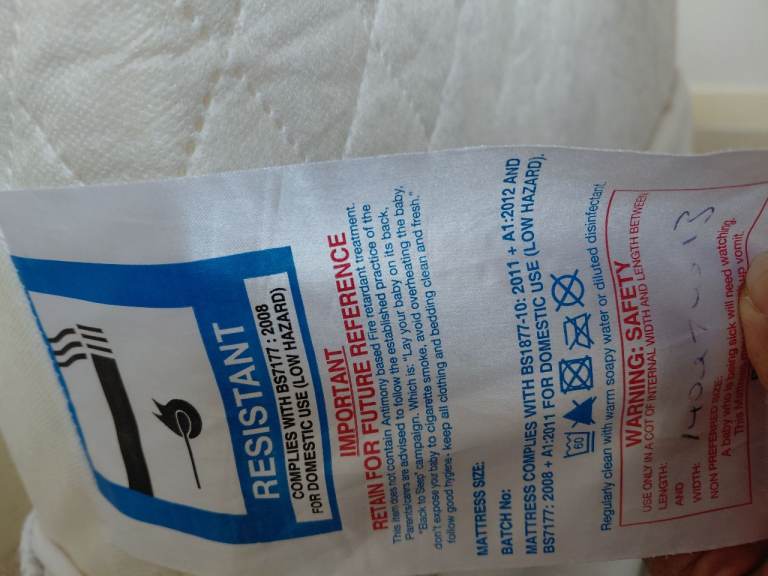 RESISTANT
COMPLIES WITH BS7177: 2008
FOR DOMESTIC USE (LOW HAZARD)
IMPORTANT
RETAIN FOR FUTURE REFERENCE
This item does not contain Antimony based Fire retardant treatment.
Parents/carers are advised to follow the established practice of the
"Back to Sleep" campaign. Which is: "Lay your baby on its back,
don't expose your baby to cigarette smoke, avoid overheating the baby,
follow good hygiene - keep all clothing and bedding clean and fresh."
MATTRESS SIZE:
BATCH No:
MATTRESS COMPLIES WITH BS1877-10: 2011 + A1:2012 AND
BS7177: 2008 + A1:2011 FOR DOMESTIC USE (LOW HAZARD).
60
Regularly clean with warm soapy water or diluted disinfectant.
WARNING: SAFETY
USE ONLY IN A COT OF INTERNAL WIDTH AND LENGTH BETWEEN
LENGTH:
AND
WIDTH:
NON PREFERRED SIZE.
A baby who is being sick will need watching.
This up vomit.